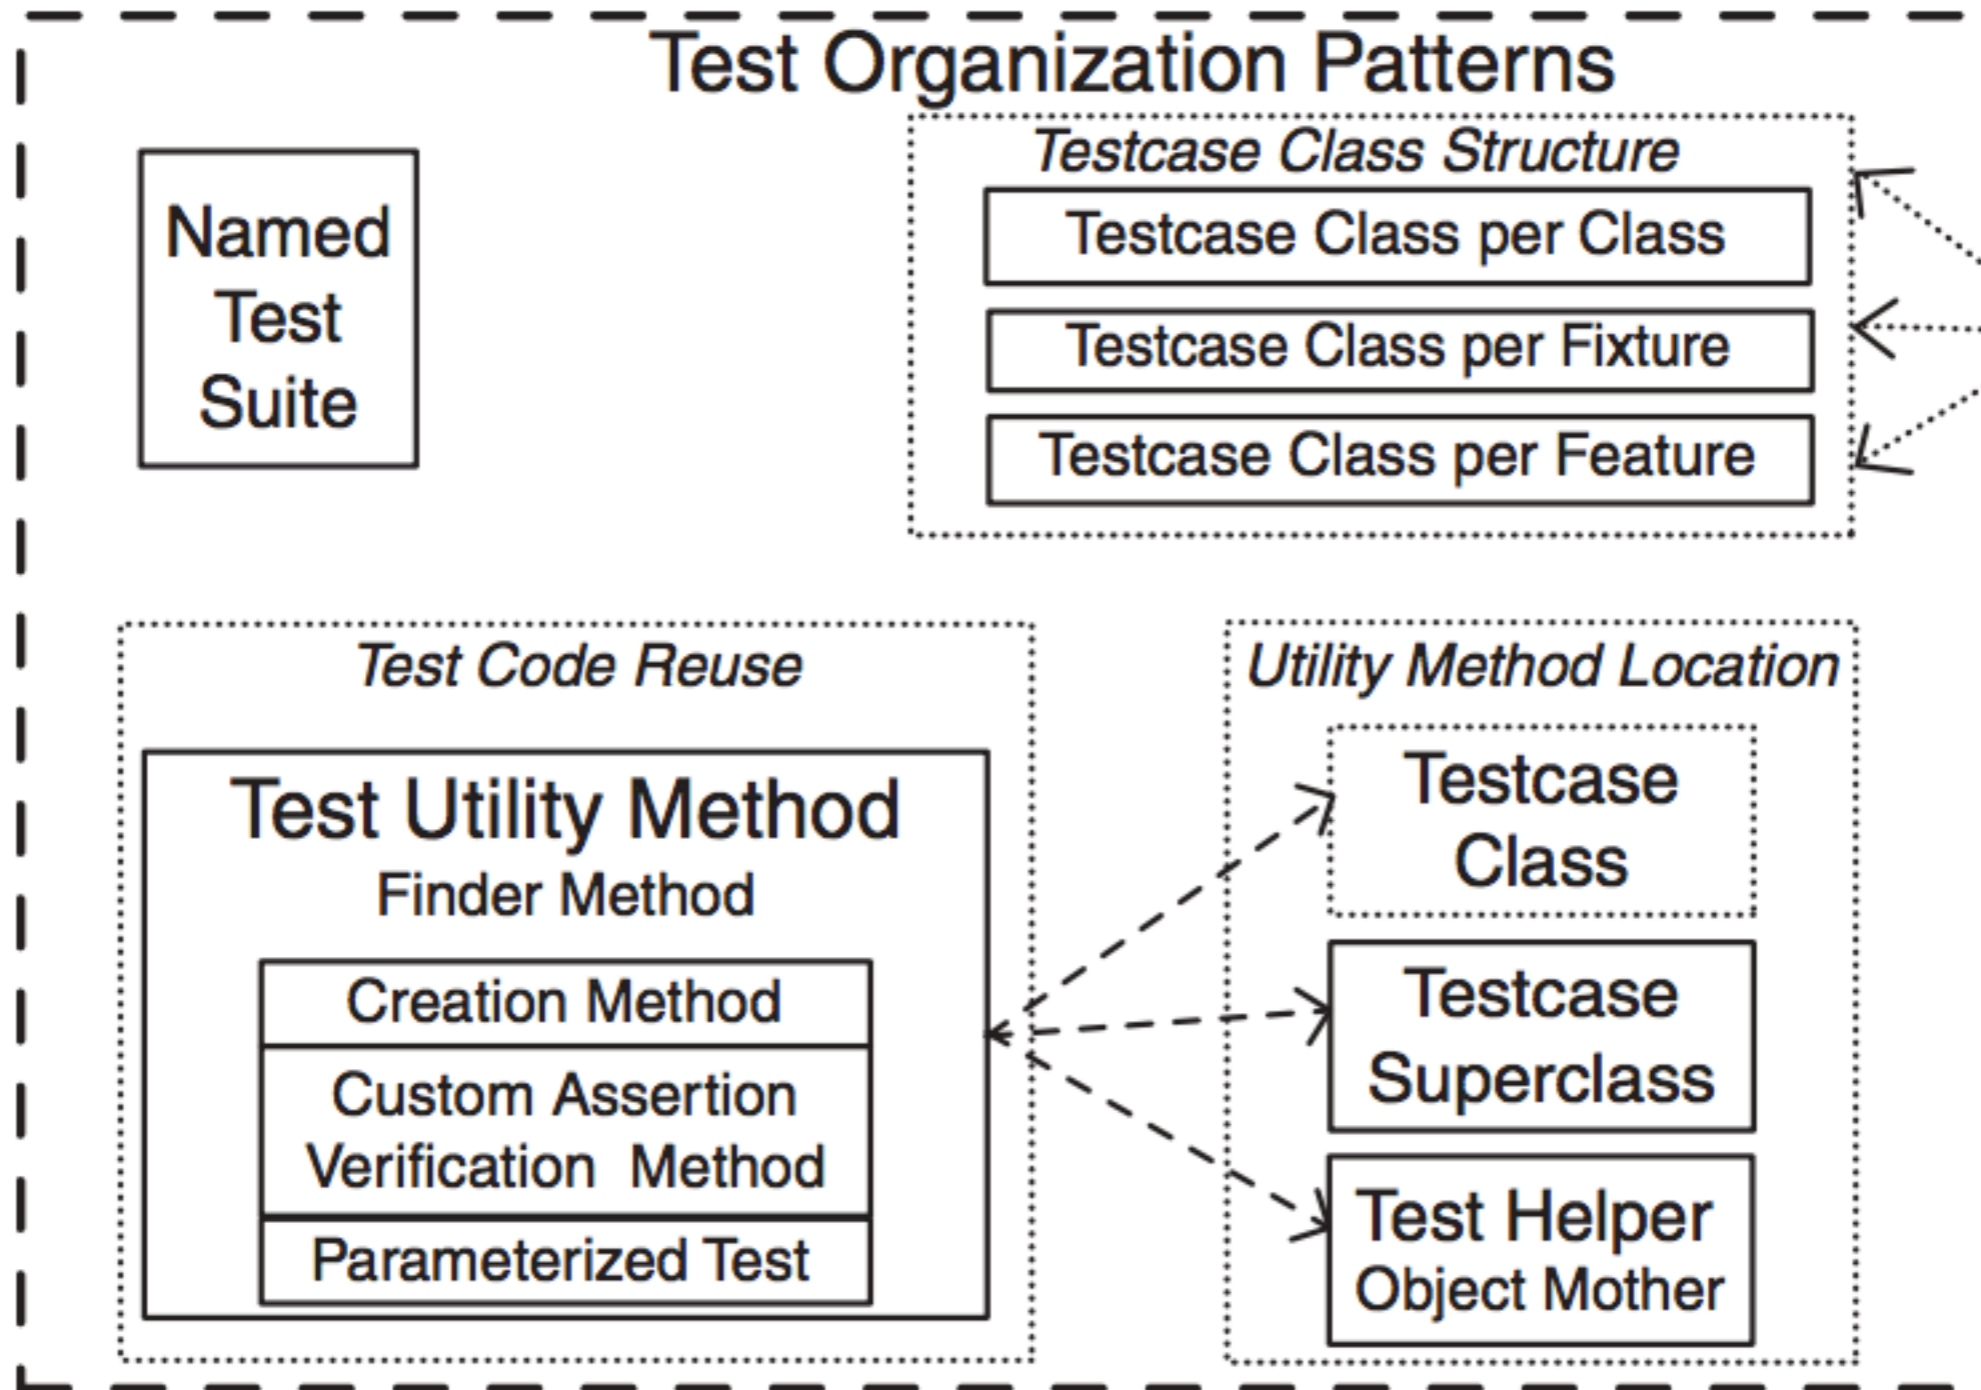 Test Organization Patterns
Named
Test
Suite
Testcase Class Structure
Testcase Class per Class
Testcase Class per Fixture
Testcase Class per Feature
Test Code Reuse
Test Utility Method
Finder Method
Creation Method
Custom Assertion
Verification Method
Parameterized Test
Utility Method Location
Testcase
Class
Testcase
Superclass
Test Helper
Object Mother